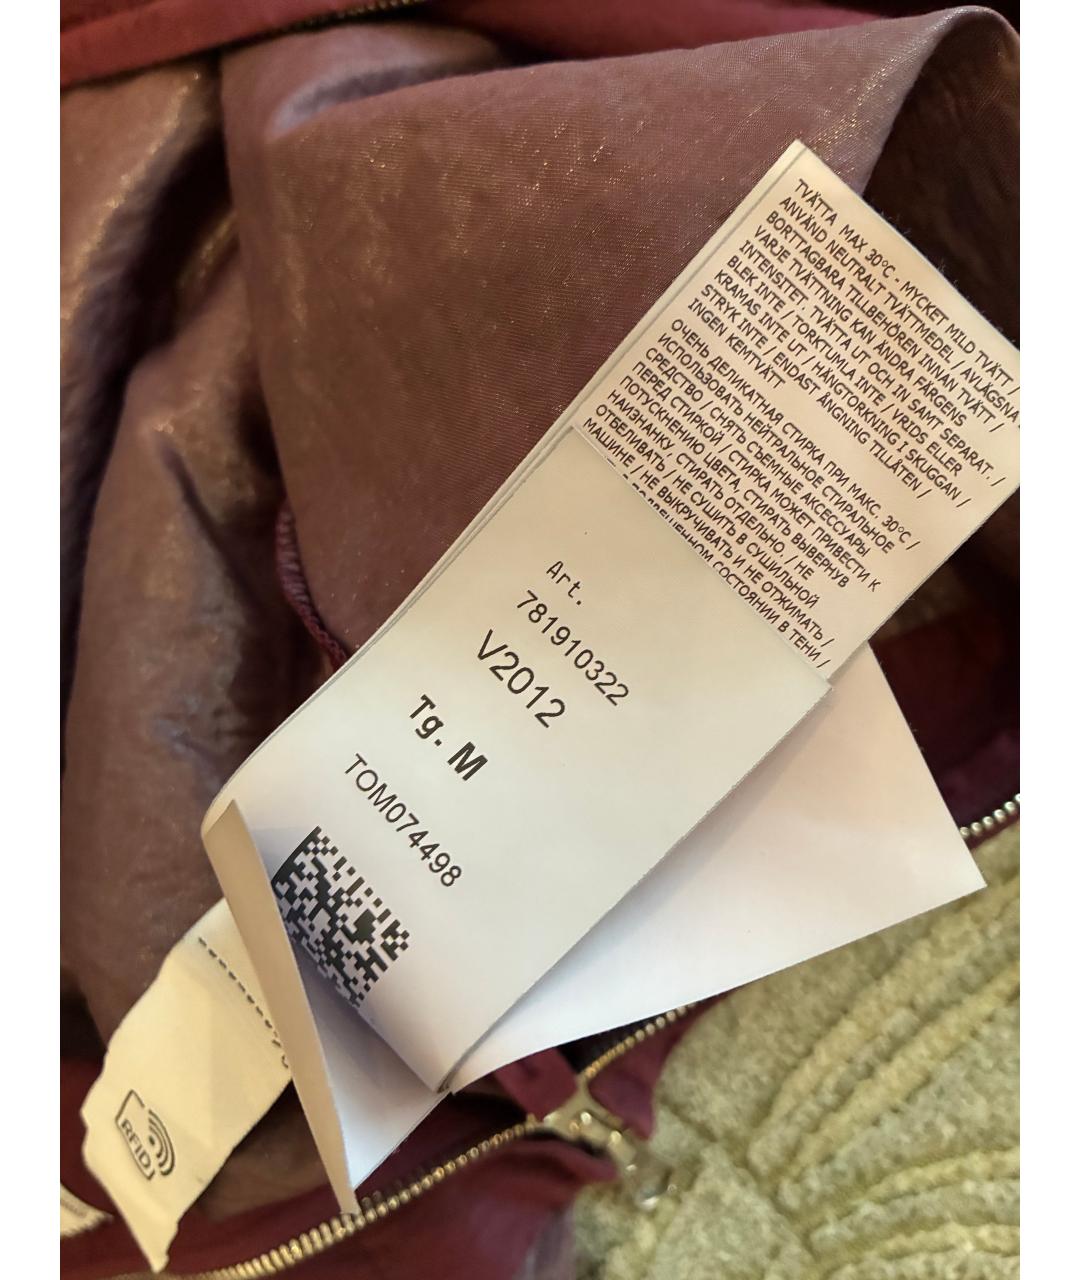 TVÄTTA MAX 30°C - MYCKET MILD TVÄTT /
ANVÄND NEUTRALT TVÄTTMEDEL / AVLÄGSNA
BORTTAGBARA TILLBEHÖREN INNAN TVÄTT /
VARJE TVÄTTNING KAN ÄNDRA FÄRGENS
INTENSITET. TVÄTTA UT OCH IN SAMT SEPARAT. /
BLEK INTE / TORKTUMLA INTE / VRIDS ELLER
KRAMAS INTE UT / HÄNGTORKNING I SKUGGAN /
STRYK INTE / ENDAST ÅNGNING TILLÅTEN /
INGEN KEMTVÄTT
ОЧЕНЬ ДЕЛИКАТНАЯ СТИРКА ПРИ МАКС. 30°C /
ИСПОЛЬЗОВАТЬ НЕЙТРАЛЬНОЕ СТИРАЛЬНОЕ
СРЕДСТВО / СНЯТЬ СЪЕМНЫЕ АКСЕССУАРЫ
ПЕРЕД СТИРКОЙ / СТИРКА МОЖЕТ ПРИВЕСТИ К
ПОТУСКНЕНИЮ ЦВЕТА, СТИРАТЬ ВЫВЕРНУВ
НАИЗНАНКУ. СТИРАТЬ ОТДЕЛЬНО. / НЕ
ОТБЕЛИВАТЬ / НЕ СУШИТЬ В СУШИЛЬНОЙ
МАШИНЕ / НЕ ВЫКРУЧИВАТЬ И НЕ ОТЖИМАТЬ /
СОСТОЯНИИ В ТЕНИ /
Art.
781910322
V2012
Tg. M
TOM074498
RFID